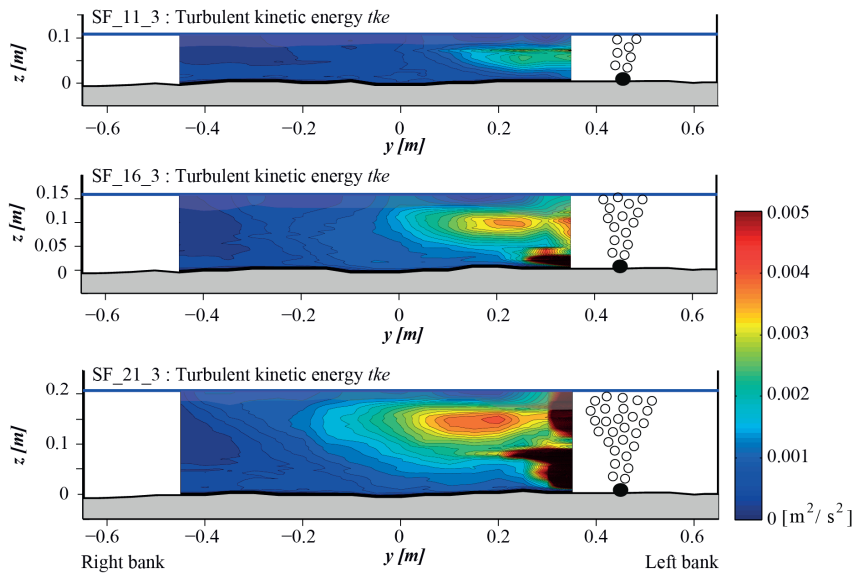 SF_11_3 : Turbulent kinetic energy tke
0.1
0
z [m]
−0.6 −0.4 −0.2 0 0.2 0.4 0.6
y [m]
SF_16_3 : Turbulent kinetic energy tke
0.15
0.1
0.05
0
z [m]
−0.6 −0.4 −0.2 0 0.2 0.4 0.6
y [m]
SF_21_3 : Turbulent kinetic energy tke
0.2
0.1
0
z [m]
−0.6 −0.4 −0.2 0 0.2 0.4 0.6
y [m]
Right bank
Left bank
0.005
0.004
0.003
0.002
0.001
0 [m²/ s²]